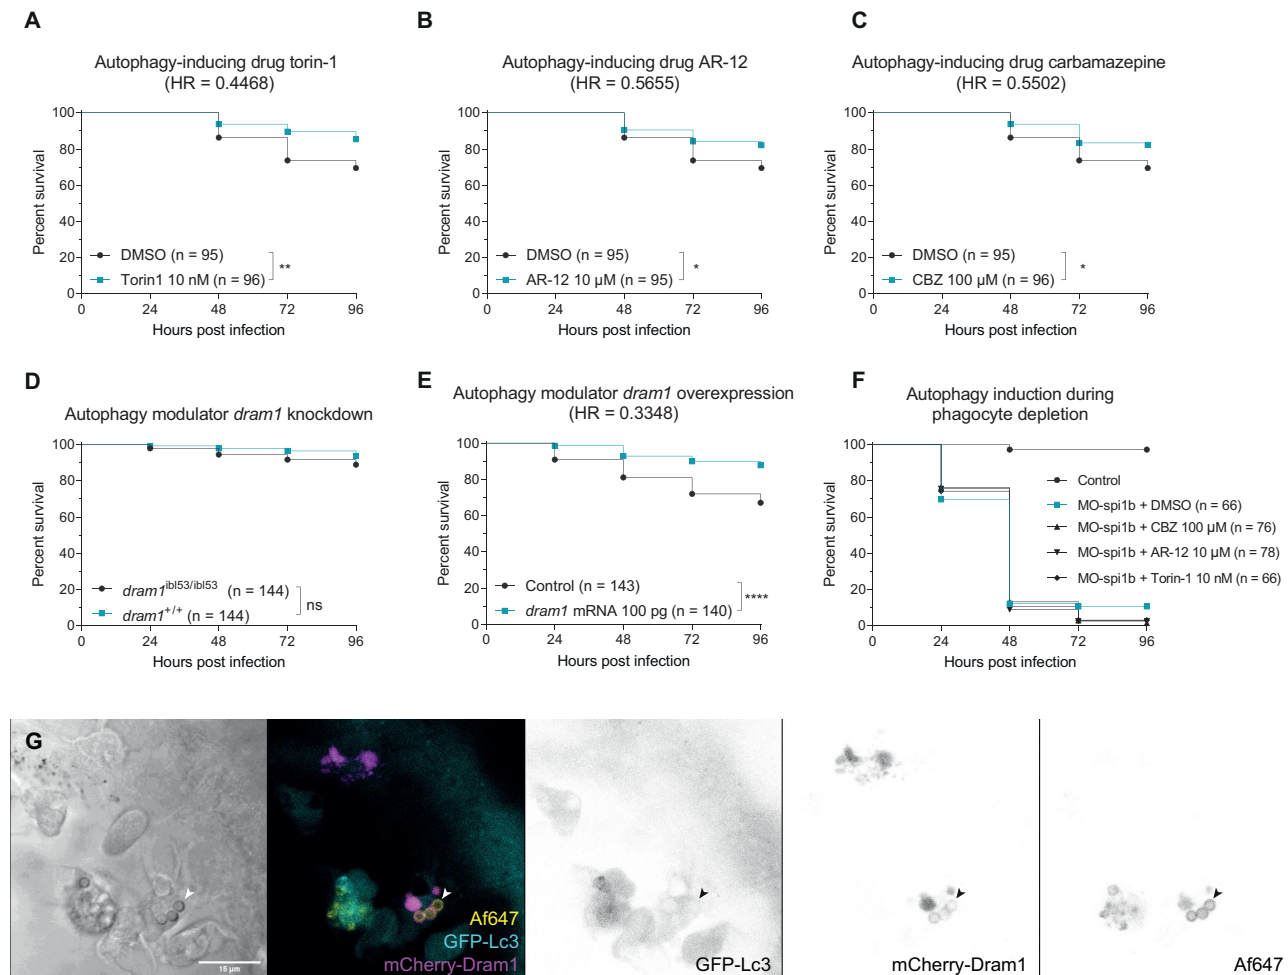 A
Autophagy-inducing drug torin-1
(HR = 0.4468)
Percent survival
100
80
60
40
20
0
DMSO (n = 95)
Torin1 10 nM (n = 96)
**
0
24
48
72
96
Hours post infection
B
Autophagy-inducing drug AR-12
(HR = 0.5655)
Percent survival
100
80
60
40
20
0
DMSO (n = 95)
AR-12 10 µM (n = 95)
*
0
24
48
72
96
Hours post infection
C
Autophagy-inducing drug carbamazepine
(HR = 0.5502)
Percent survival
100
80
60
40
20
0
DMSO (n = 95)
CBZ 100 µM (n = 96)
*
0
24
48
72
96
Hours post infection
D
Autophagy modulator dram1 knockdown
Percent survival
100
80
60
40
20
0
dram1ibl53/ibl53 (n = 144)
dram1+/+ (n = 144)
ns
0
24
48
72
96
Hours post infection
E
Autophagy modulator dram1 overexpression
(HR = 0.3348)
Percent survival
100
80
60
40
20
0
Control (n = 143)
dram1 mRNA 100 pg (n = 140)
****
0
24
48
72
96
Hours post infection
F
Autophagy induction during
phagocyte depletion
Percent survival
100
80
60
40
20
0
Control
MO-spi1b + DMSO (n = 66)
MO-spi1b + CBZ 100 µM (n = 76)
MO-spi1b + AR-12 10 µM (n = 78)
MO-spi1b + Torin-1 10 nM (n = 66)
0
24
48
72
96
Hours post infection
G
15 µm
Af647
GFP-Lc3
mCherry-Dram1
GFP-Lc3
mCherry-Dram1
Af647